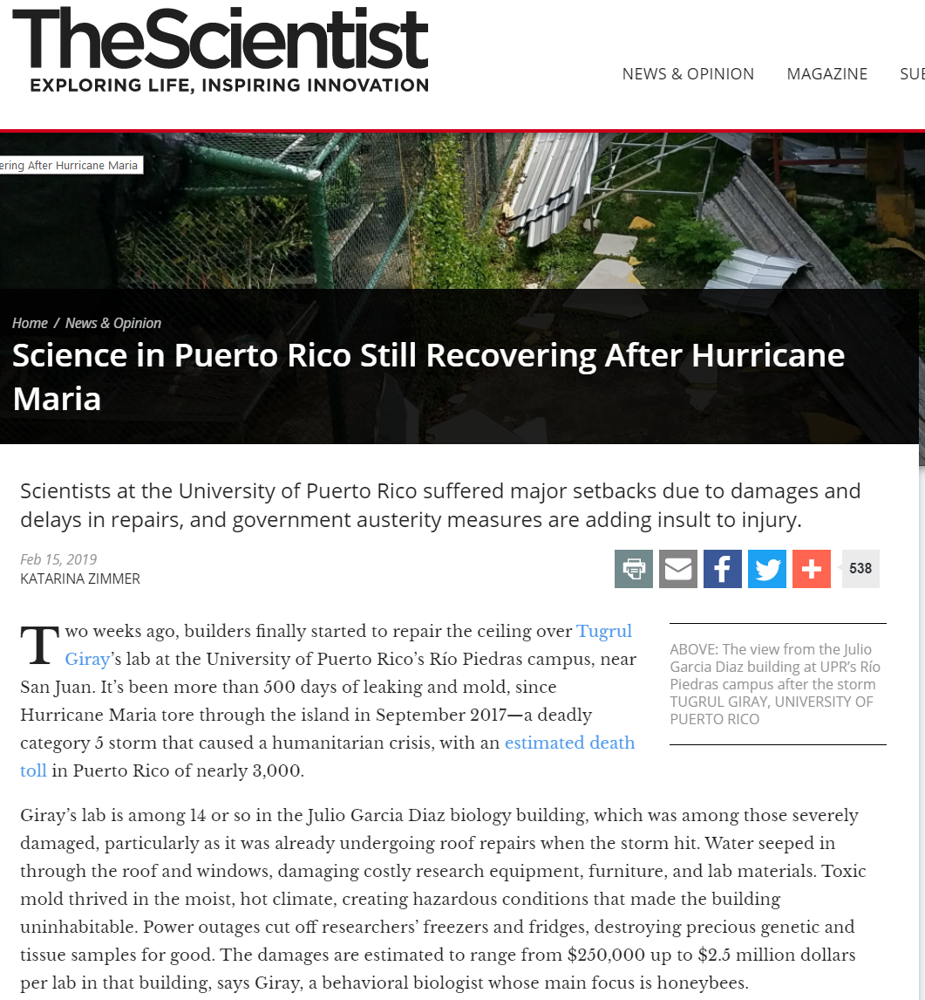 TheScientist
EXPLORING LIFE, INSPIRING INNOVATION
NEWS & OPINION
MAGAZINE
ering After Hurricane Maria
Home / News & Opinion
Science in Puerto Rico Still Recovering After Hurricane
Maria
Scientists at the University of Puerto Rico suffered major setbacks due to damages and
delays in repairs, and government austerity measures are adding insult to injury.
Feb 15, 2019
KATARINA ZIMMER
538
Two weeks ago, builders finally started to repair the ceiling over Tugrul
Giray's lab at the University of Puerto Rico's Río Piedras campus, near
San Juan. It's been more than 500 days of leaking and mold, since
Hurricane Maria tore through the island in September 2017—a deadly
category 5 storm that caused a humanitarian crisis, with an estimated death
toll in Puerto Rico of nearly 3,000.
ABOVE: The view from the Julio
Garcia Diaz building at UPR's Río
Piedras campus after the storm
TUGRUL GIRAY, UNIVERSITY OF
PUERTO RICO
Giray's lab is among 14 or so in the Julio Garcia Diaz biology building, which was among those severely
damaged, particularly as it was already undergoing roof repairs when the storm hit. Water seeped in
through the roof and windows, damaging costly research equipment, furniture, and lab materials. Toxic
mold thrived in the moist, hot climate, creating hazardous conditions that made the building
uninhabitable. Power outages cut off researchers' freezers and fridges, destroying precious genetic and
tissue samples for good. The damages are estimated to range from $250,000 up to $2.5 million dollars
per lab in that building, says Giray, a behavioral biologist whose main focus is honeybees.